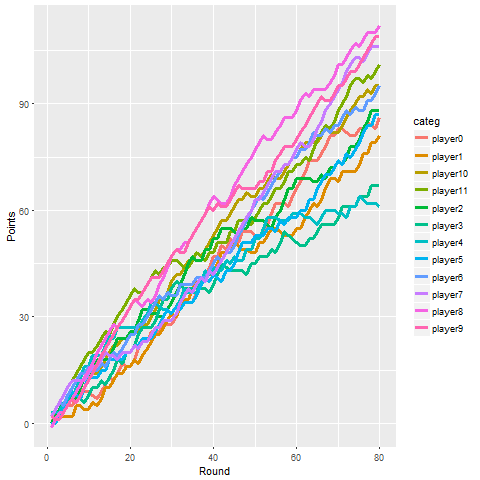 90
60
30
0
0
20
40
60
80
Round
Points
categ
player0
player1
player10
player11
player2
player3
player4
player5
player6
player7
player8
player9